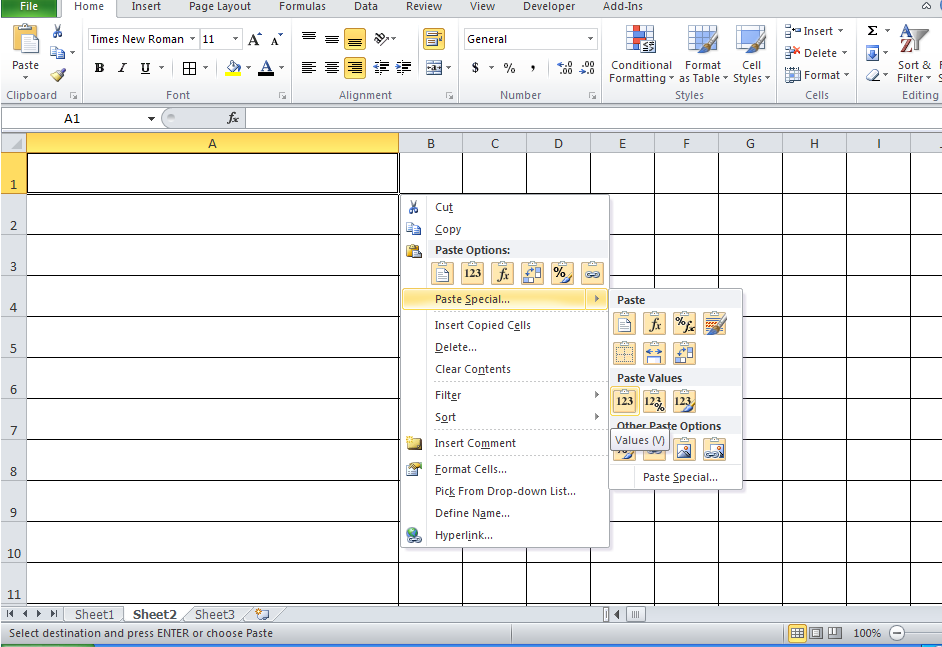 File Home Insert Page Layout Formulas Data Review View Developer Add-Ins
Times New Roman 11 General Insert Σ
Paste B I U $ % , .00 .0 Conditional Formatting Format as Table Cell Styles Delete Format Sort & Filter
Clipboard Font Alignment Number Styles Cells Editing
A1 fx
A B C D E F G H I
1
2
3
4
5
6
7
8
9
10
11
Cut
Copy
Paste Options:
123 fx %
Paste Special...
Insert Copied Cells
Delete...
Clear Contents
Filter
Sort
Insert Comment
Format Cells...
Pick From Drop-down List...
Define Name...
Hyperlink...
Paste
fx %fx
Paste Values
123 123% 123
Other Paste Options
Values (V)
Paste Special...
Sheet1 Sheet2 Sheet3
Select destination and press ENTER or choose Paste 100%